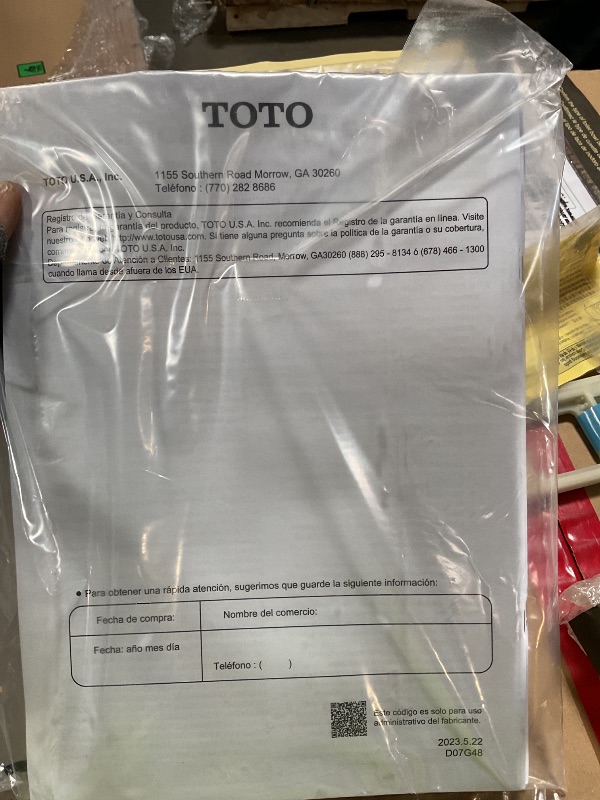 TOTO
TOTO U.S.A., Inc. 1155 Southern Road Morrow, GA 30260
Teléfono : (770) 282 8686
Registro de Garantía y Consulta
Para registrar la garantía del producto, TOTO U.S.A. Inc. recomienda el Registro de la garantía en línea. Visite
nuestro http://www.totousa.com. Si tiene alguna pregunta sobre la política de garantía o su cobertura,
TOTO U.S.A. Inc.
Departamento de Atención a Clientes: 1155 Southern Road, Morrow, GA30260 (888) 295 - 8134 ó (678) 466 - 1300
cuando llama desde afuera de los EUA.
● Para obtener una rápida atención, sugerimos que guarde la siguiente información:
Fecha de compra: Nombre del comercio:
Fecha: año mes día
Teléfono : ( )
Este código es solo para uso
administrativo del fabricante.
2023.5.22
D07G48